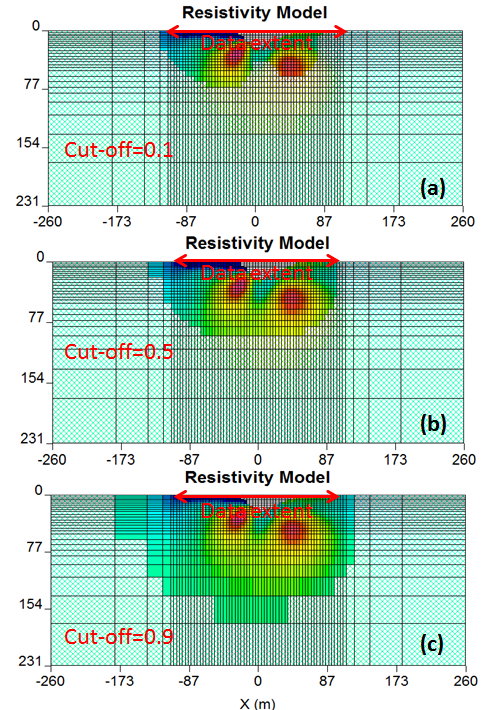 Resistivity Model
Data extent
0
77
154
231
Cut-off=0.1
(a)
-260 -173 -87 0 87 173 260
Resistivity Model
Data extent
0
77
154
231
Cut-off=0.5
(b)
-260 -173 -87 0 87 173 260
Resistivity Model
Data extent
0
77
154
231
Cut-off=0.9
(c)
-260 -173 -87 0 87 173 260
X (m)